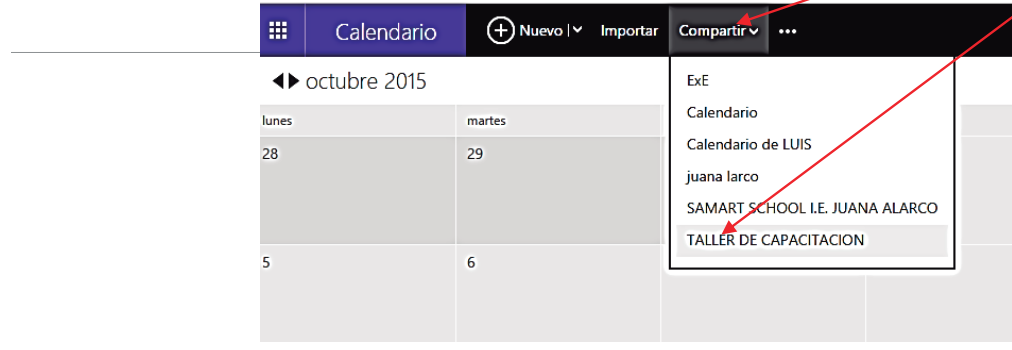 Calendario Nuevo Importar Compartir •••
octubre 2015
ExE
Calendario
Calendario de LUIS
juana larco
SAMART SCHOOL I.E. JUANA ALARCO
TALLER DE CAPACITACION
lunes martes
28 29
5 6